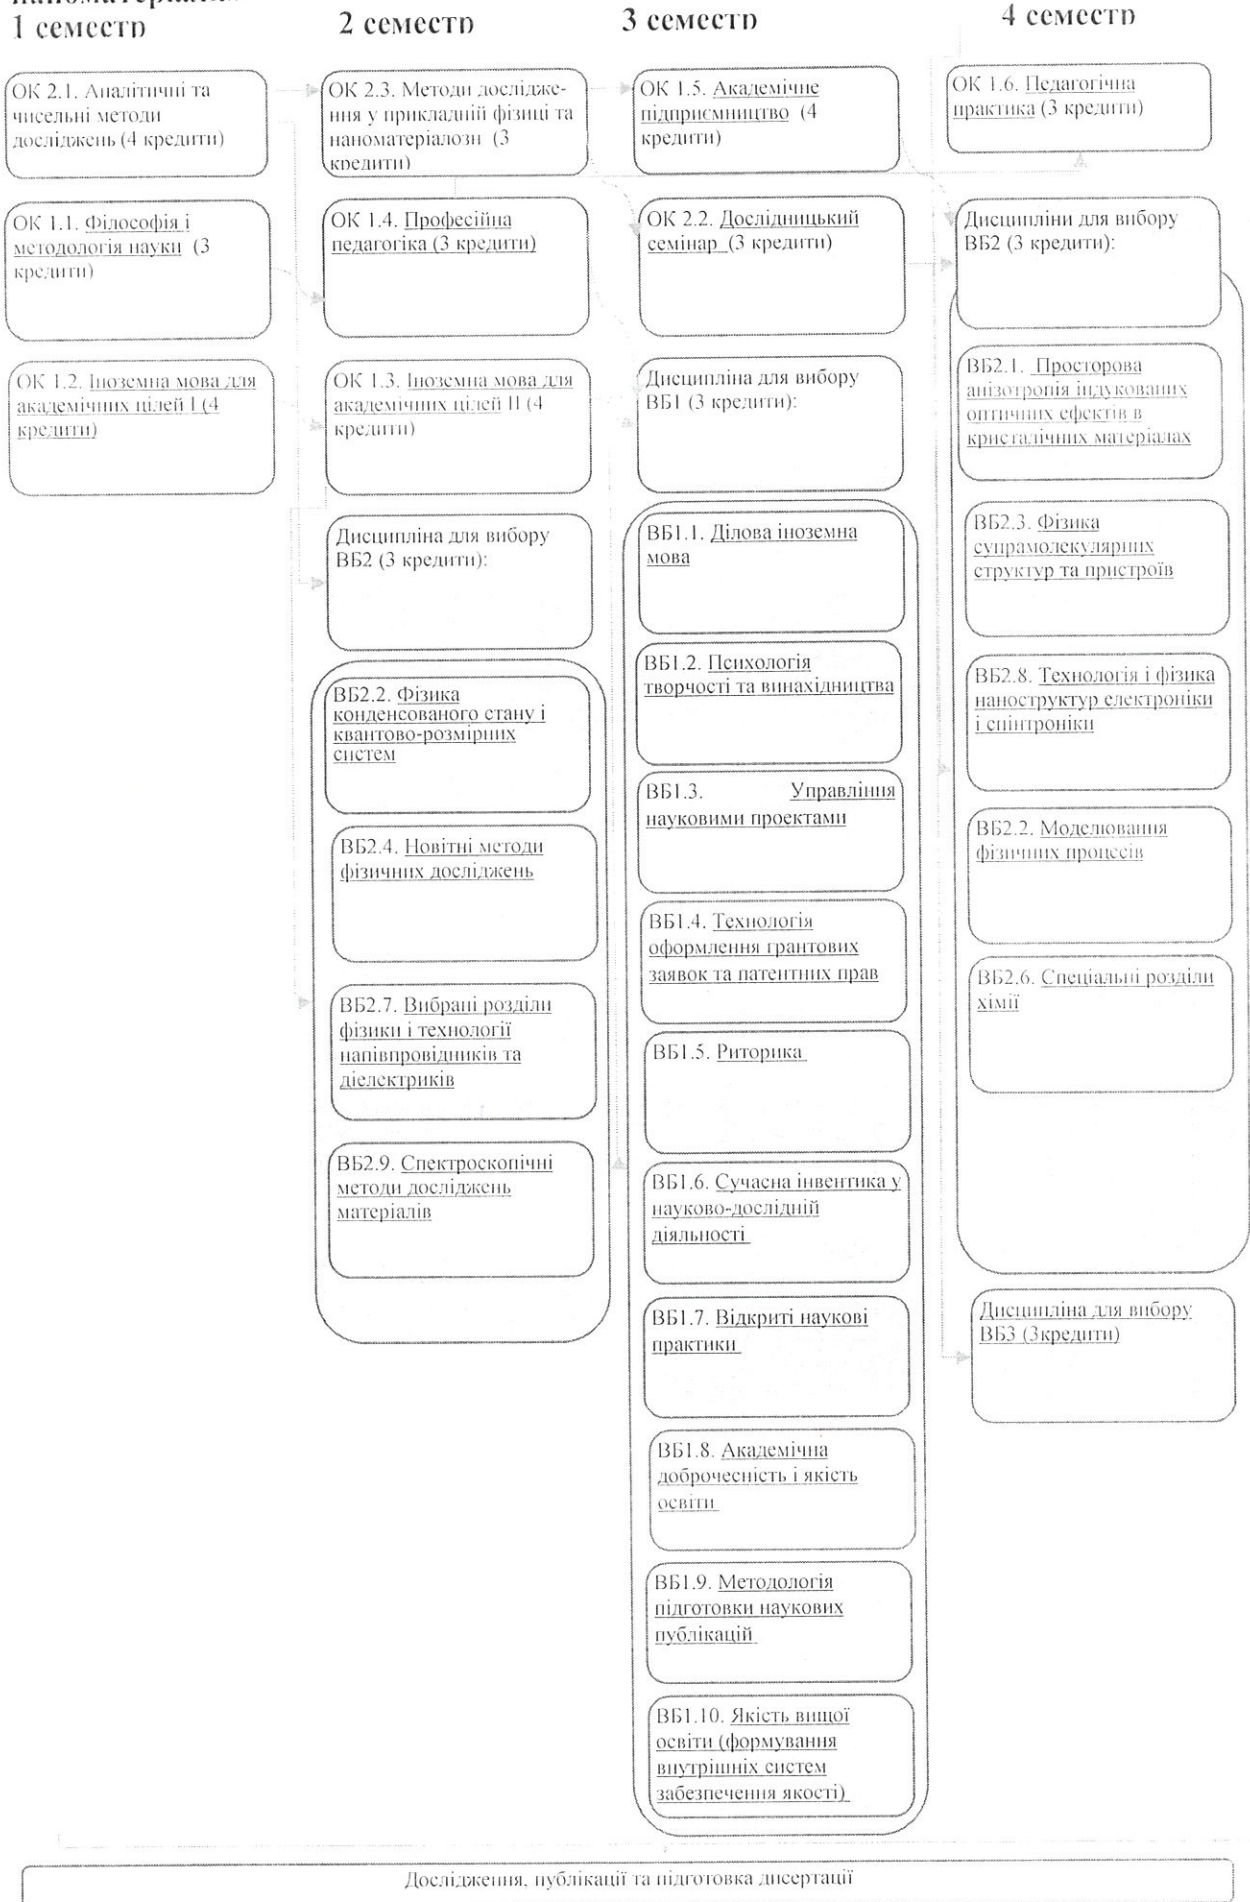 1 семестр
ОК 2.1. Аналітичні та
чисельні методи
досліджень (4 кредити)
ОК 1.1. Філософія і
методологія науки (3
кредити)
ОК 1.2. Іноземна мова для
академічних цілей І (4
кредити)
2 семестр
ОК 2.3. Методи дослідже-
ння у прикладній фізиці та
наноматеріалозн (3
кредити)
ОК 1.4. Професійна
педагогіка (3 кредити)
ОК 1.3. Іноземна мова для
академічних цілей ІІ (4
кредити)
Дисципліна для вибору
ВБ2 (3 кредити):
ВБ2.2. Фізика
конденсованого стану і
квантово-розмірних
систем
ВБ2.4. Новітні методи
фізичних досліджень
ВБ2.7. Вибрані розділи
фізики і технології
напівпровідників та
діелектриків
ВБ2.9. Спектроскопічні
методи досліджень
матеріалів
3 семестр
ОК 1.5. Академічне
підприємництво (4
кредити)
ОК 2.2. Дослідницький
семінар (3 кредити)
Дисципліна для вибору
ВБ1 (3 кредити):
ВБ1.1. Ділова іноземна
мова
ВБ1.2. Психологія
творчості та винахідництва
ВБ1.3. Управління
науковими проектами
ВБ1.4. Технологія
оформлення грантових
заявок та патентних прав
ВБ1.5. Риторика
ВБ1.6. Сучасна інвентика у
науково-дослідній
діяльності
ВБ1.7. Відкриті наукові
практики
ВБ1.8. Академічна
доброчесність і якість
освіти
ВБ1.9. Методологія
підготовки наукових
публікацій
ВБ1.10. Якість вищої
освіти (формування
внутрішніх систем
забезпечення якості)
4 семестр
ОК 1.6. Педагогічна
практика (3 кредити)
Дисципліни для вибору
ВБ2 (3 кредити):
ВБ2.1. Просторова
анізотропія індукованих
оптичних ефектів в
кристалічних матеріалах
ВБ2.3. Фізика
супрамолекулярних
структур та пристроїв
ВБ2.8. Технологія і фізика
наноструктур електроніки
і спінтроніки
ВБ2.2. Моделювання
фізичних процесів
ВБ2.6. Спеціальні розділи
хімії
Дисципліна для вибору
ВБ3 (3кредити)
Дослідження, публікації та підготовка дисертації